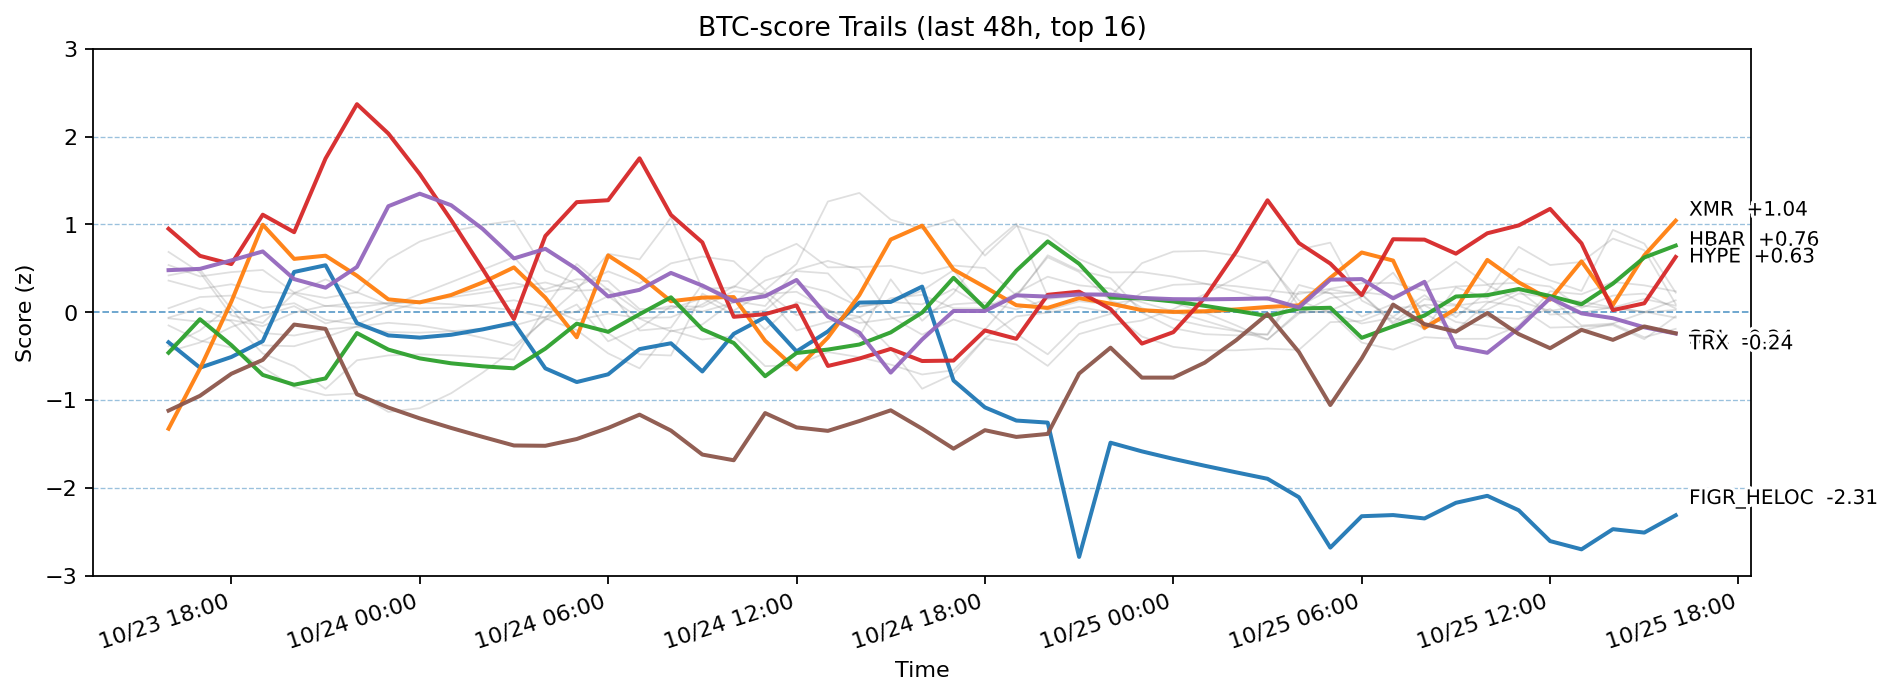 BTC-score Trails (last 48h, top 16)
Score (z)
3
2
1
0
−1
−2
−3
XMR +1.04
HBAR +0.76
HYPE +0.63
TRX -0.24
FIGR_HELOC -2.31
10/23 18:00
10/24 00:00
10/24 06:00
10/24 12:00
10/24 18:00
10/25 00:00
10/25 06:00
10/25 12:00
10/25 18:00
Time